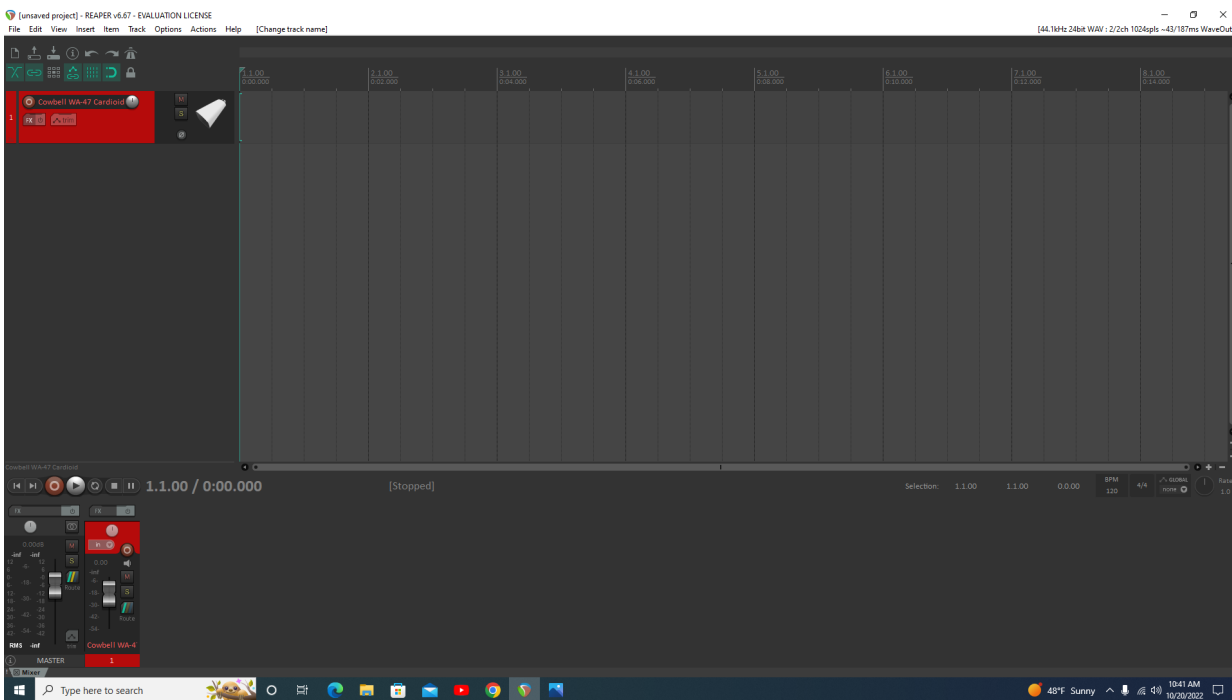 [unsaved project] - REAPER v6.67 - EVALUATION LICENSE
File Edit View Insert Item Track Options Actions Help [Change track name] [44.1kHz 24bit WAV : 2/2ch 1024spls ~43/187ms WaveOut
1.1.00 2.1.00 3.1.00 4.1.00 5.1.00 6.1.00 7.1.00 8.1.00
0:00.000 0:02.000 0:04.000 0:06.000 0:08.000 0:10.000 0:12.000 0:14.000
Cowbell WA-47 Cardioid M
1 S
FX trim
Cowbell WA-47 Cardioid
1.1.00 / 0:00.000 [Stopped] Selection: 1.1.00 1.1.00 0.0.00 BPM 120 4/4 GLOBAL none Rate 1.0
FX FX
in
0.00dB M 0.00
-inf -inf S -inf
Route M
S
Route
trim
RMS -inf Cowbell WA-4
MASTER 1
Mixer
Type here to search 48°F Sunny 10:41 AM
10/20/2022